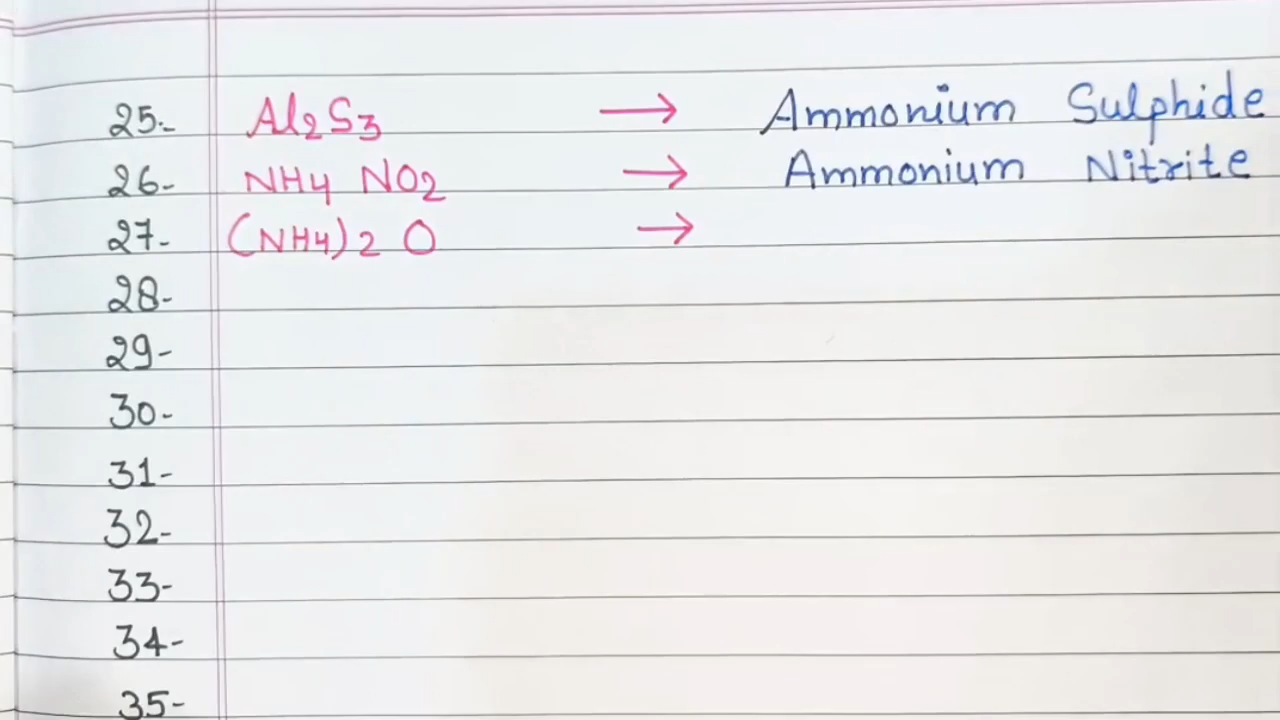 25.- Al2S3 → Ammonium Sulphide
26- NH4 NO2 → Ammonium Nitrite
27- (NH4)2 O →
28-
29-
30-
31-
32-
33-
34-
35-